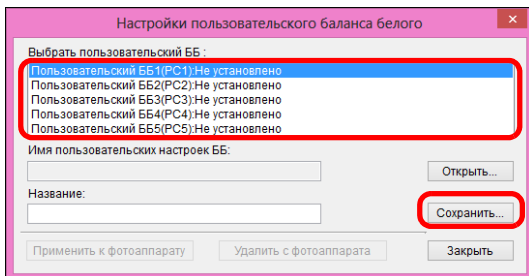 Настройки пользовательского баланса белого
Выбрать пользовательский ББ :
Пользовательский ББ1(PC1):Не установлено
Пользовательский ББ2(PC2):Не установлено
Пользовательский ББ3(PC3):Не установлено
Пользовательский ББ4(PC4):Не установлено
Пользовательский ББ5(PC5):Не установлено
Имя пользовательских настроек ББ:
Открыть...
Название:
Сохранить...
Применить к фотоаппарату Удалить с фотоаппарата Закрыть